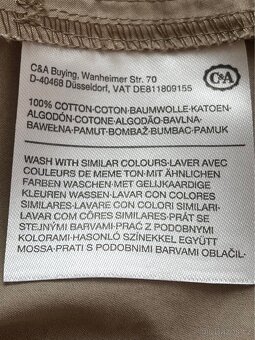 C&A Buying, Wanheimer Str. 70
D-40468 Düsseldorf, VAT DE811809155
C&A
100% COTTON-COTON-BAUMWOLLE-KATOEN-
ALGODÓN-COTONE-ALGODÃO-BAVLNA-
BAWEŁNA-PAMUT-BOMBAŽ-BUMBAC-PAMUK
WASH WITH SIMILAR COLOURS-LAVER AVEC
COULEURS DE MEME TON-MIT ÄHNLICHEN
FARBEN WASCHEN-MET GELIJKAARDIGE
KLEUREN WASSEN-LAVAR CON COLORES
SIMILARES-LAVARE CON COLORI SIMILARI-
LAVAR COM CÔRES SIMILARES-PRÁT SE
STEJNÝMI BARVAMI-PRAĆ Z PODOBNYMI
KOLORAMI-HASONLÓ SZÍNEKKEL EGYÜTT
MOSSA-PRATI S PODOBNIMI BARVAMI OBLAČIL-